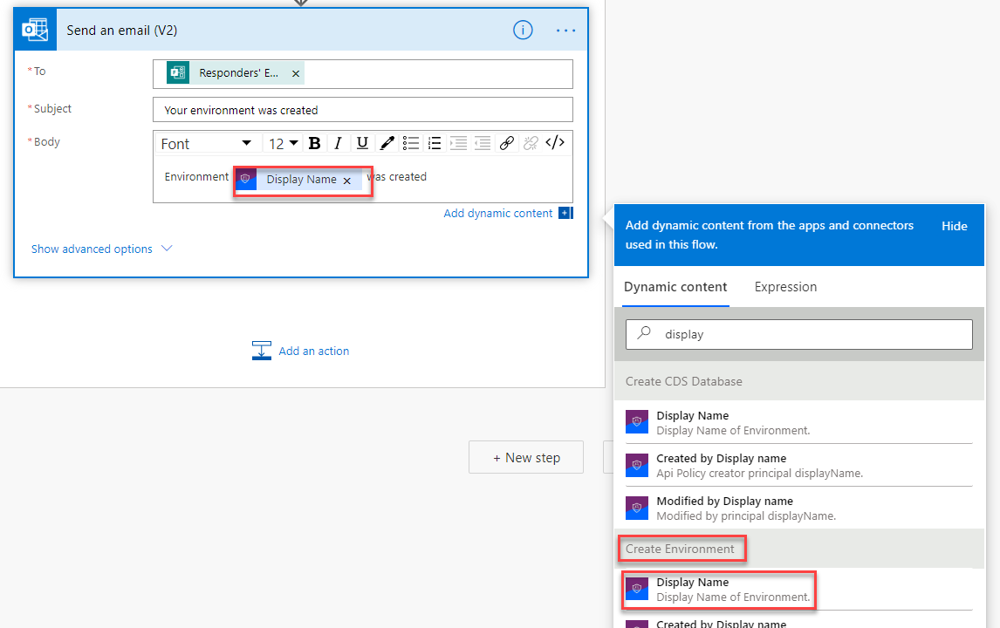 Send an email (V2)
* To
Responders' E... ×
* Subject
Your environment was created
* Body
Font 12 B I U </>
Environment Display Name × was created
Add dynamic content
Show advanced options
Add an action
+ New step
Add dynamic content from the apps and connectors used in this flow.
Hide
Dynamic content Expression
display
Create CDS Database
Display Name
Display Name of Environment.
Created by Display name
Api Policy creator principal displayName.
Modified by Display name
Modified by principal displayName.
Create Environment
Display Name
Display Name of Environment.
Created by Display name